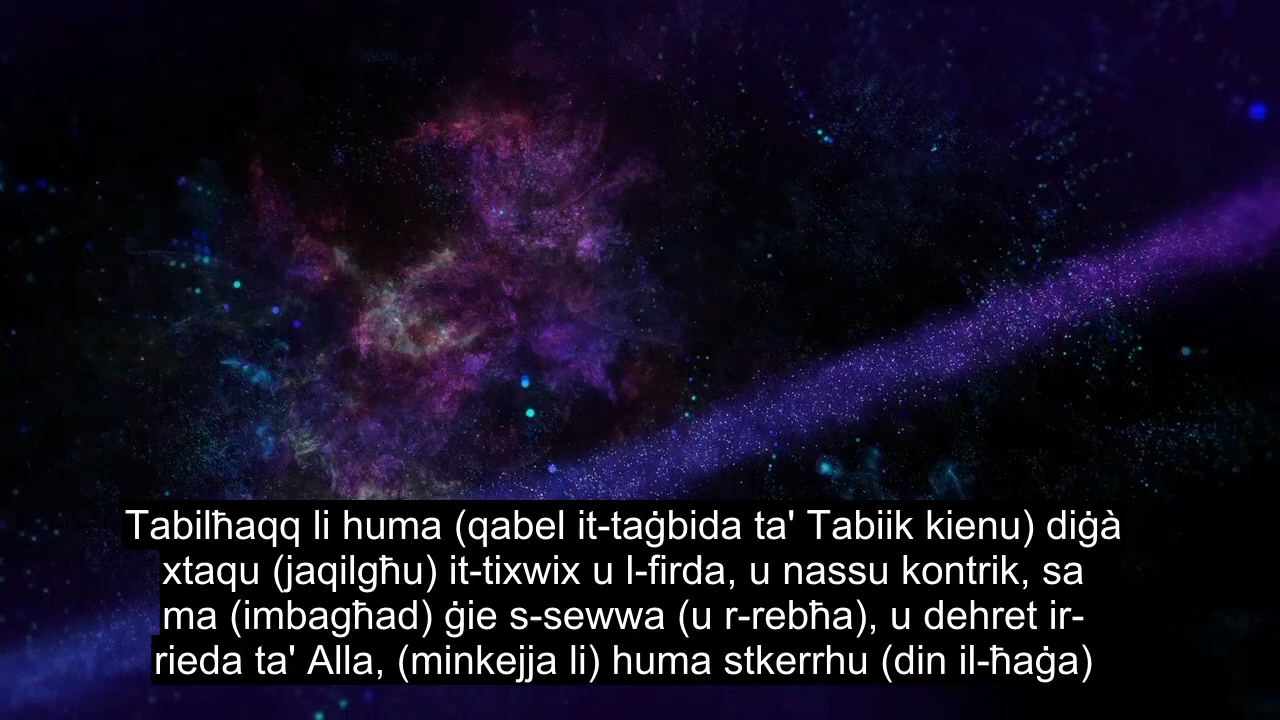 Tabilħaqq li huma (qabel it-taġbida ta' Tabiik kienu) diġà
xtaqu (jaqilgħu) it-tixwix u l-firda, u nassu kontrik, sa
ma (imbagħad) ġie s-sewwa (u r-rebħa), u dehret ir-
rieda ta' Alla, (minkejja li) huma stkerrhu (din il-ħaġa)